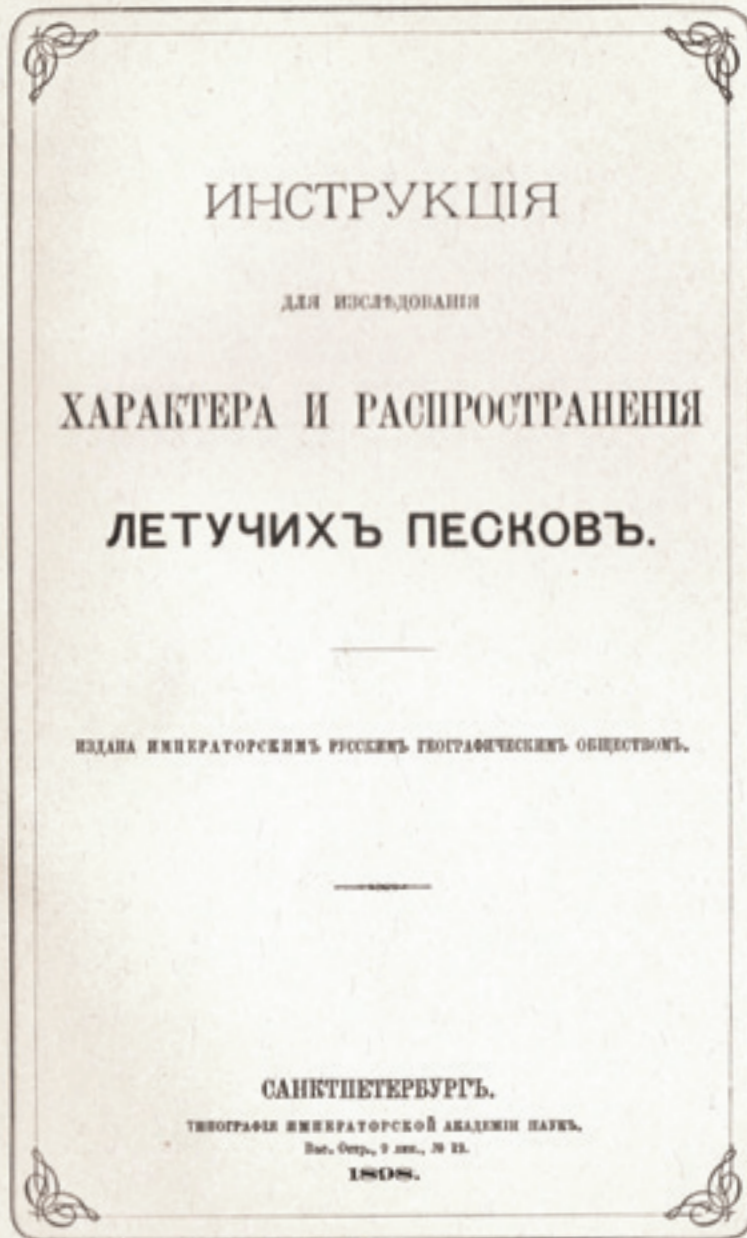 ИНСТРУКЦІЯ
ДЛЯ ИЗСЛѢДОВАНІЯ
ХАРАКТЕРА И РАСПРОСТРАНЕНІЯ
ЛЕТУЧИХЪ ПЕСКОВЪ.
ИЗДАНА ИМПЕРАТОРСКИМЪ РУССКИМЪ ГЕОГРАФИЧЕСКИМЪ ОБЩЕСТВОМЪ.
САНКТПЕТЕРБУРГЪ.
ТИПОГРАФІЯ ИМПЕРАТОРСКОЙ АКАДЕМІИ НАУКЪ.
Вас. Остр., 9 лин., № 12.
1898.